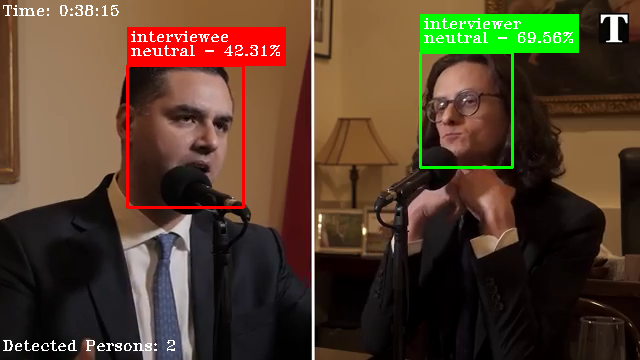 Time: 0:38:15
interviewee
neutral - 42.31%
interviewer
neutral - 69.56%
T
Detected Persons: 2